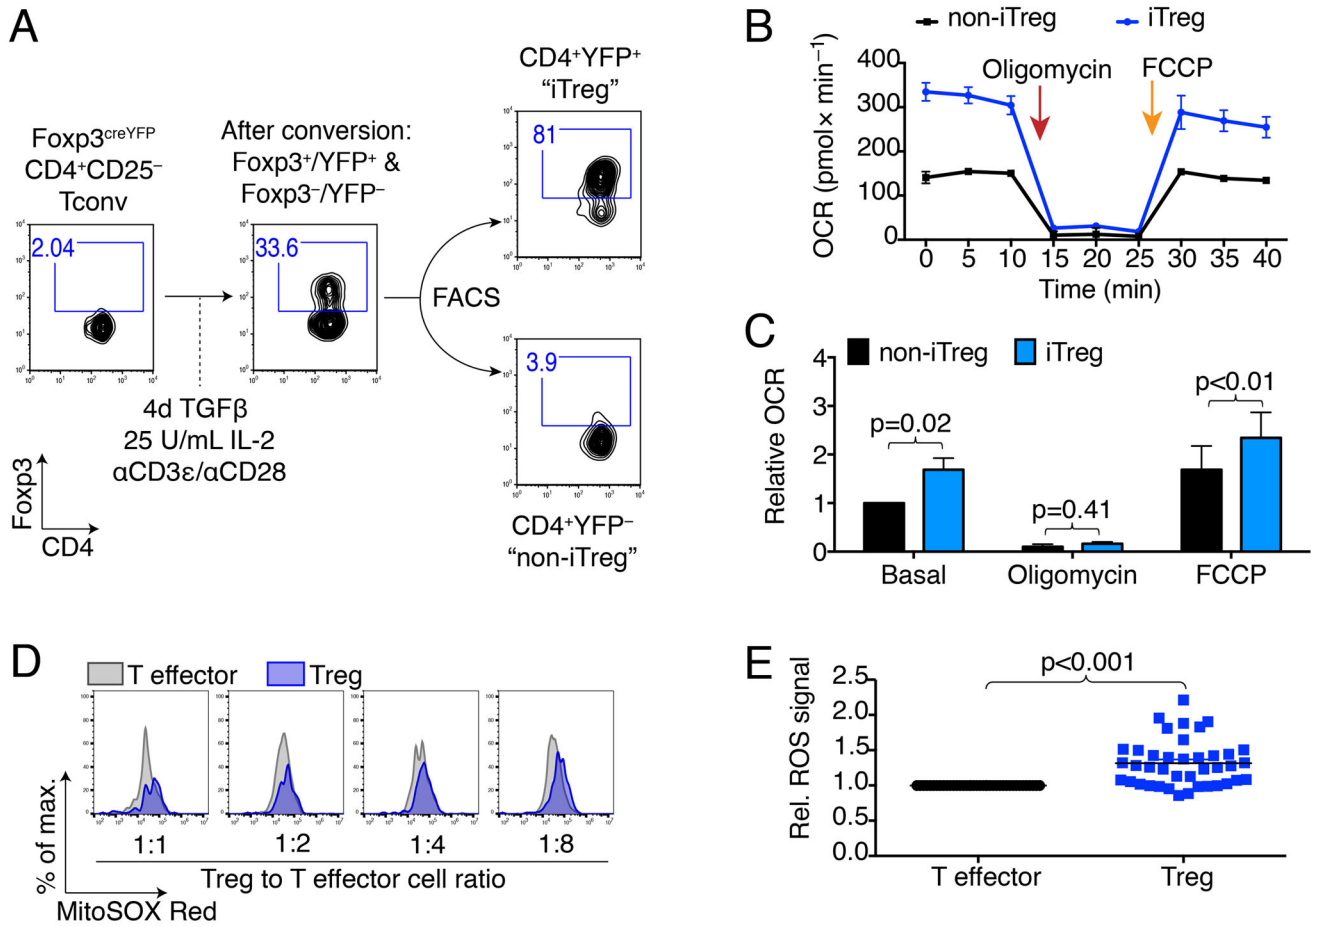 A
Foxp3creYFP
CD4+CD25–
Tconv
2.04
After conversion:
Foxp3+/YFP+ &
Foxp3–/YFP–
33.6
4d TGFβ
25 U/mL IL-2
αCD3ε/αCD28
FACS
CD4+YFP+
“iTreg”
81
3.9
CD4+YFP–
“non-iTreg”
Foxp3
CD4
B
non-iTreg
iTreg
OCR (pmol× min–1)
400
300
200
100
0
Oligomycin
FCCP
0 5 10 15 20 25 30 35 40
Time (min)
C
non-iTreg
iTreg
Relative OCR
4
3
2
1
0
p=0.02
p=0.41
p<0.01
Basal
Oligomycin
FCCP
D
T effector
Treg
% of max.
1:1
1:2
1:4
1:8
Treg to T effector cell ratio
MitoSOX Red
E
Rel. ROS signal
2.5
2.0
1.5
1.0
0.5
0.0
p<0.001
T effector
Treg